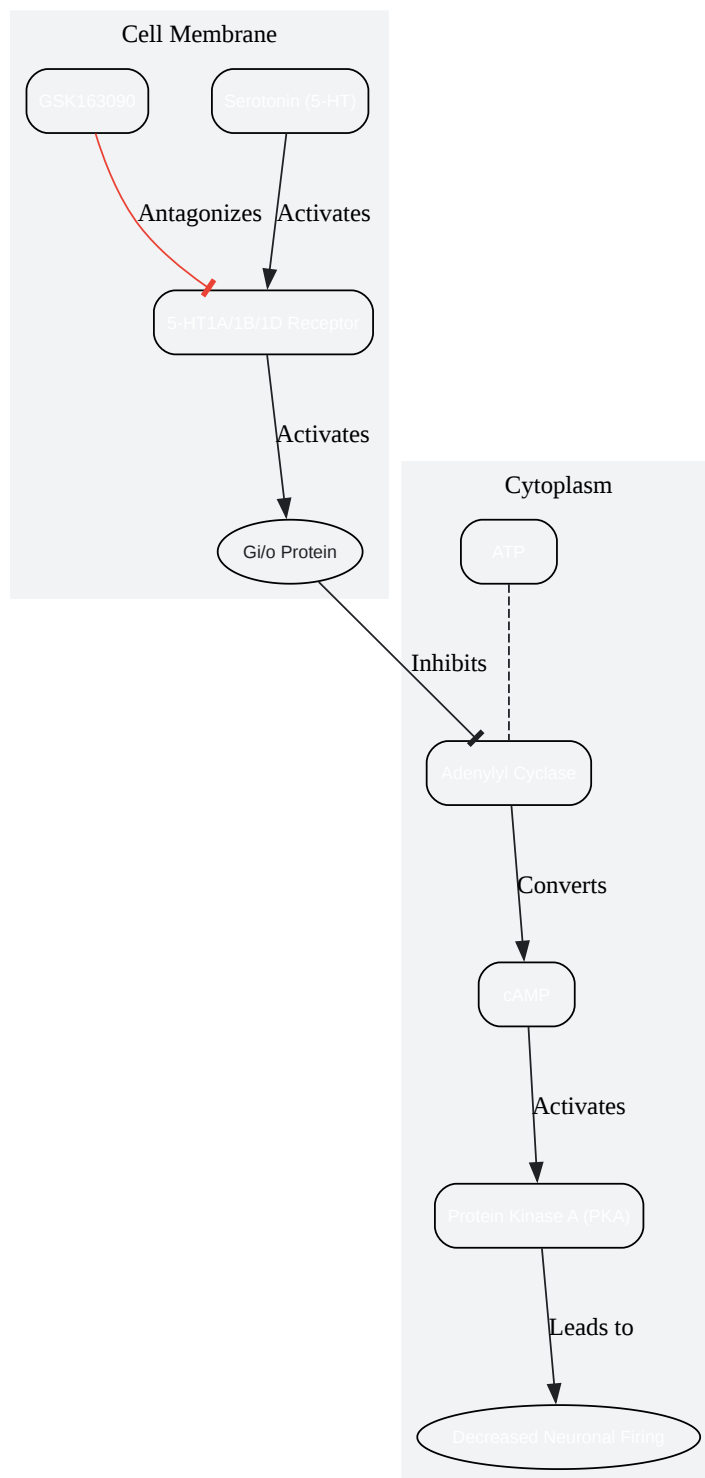 Cell Membrane
GSK163090
Serotonin (5-HT)
Antagonizes
Activates
5-HT1A/1B/1D Receptor
Activates
Gi/o Protein
Cytoplasm
ATP
Inhibits
Adenylyl Cyclase
Converts
cAMP
Activates
Protein Kinase A (PKA)
Leads to
Decreased Neuronal Firing